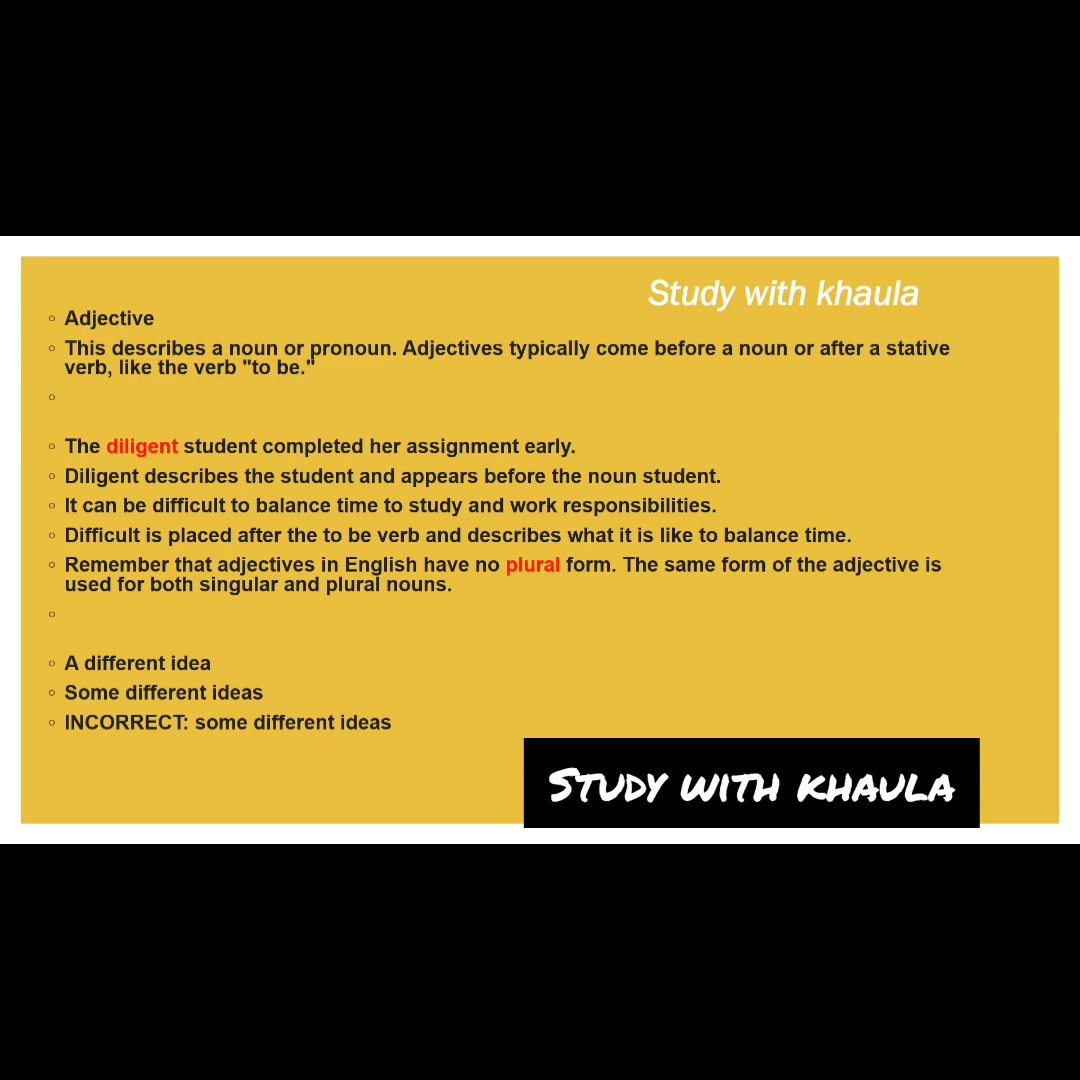 Study with khaula
Adjective
This describes a noun or pronoun. Adjectives typically come before a noun or after a stative
verb, like the verb "to be."
The diligent student completed her assignment early.
Diligent describes the student and appears before the noun student.
It can be difficult to balance time to study and work responsibilities.
Difficult is placed after the to be verb and describes what it is like to balance time.
Remember that adjectives in English have no plural form. The same form of the adjective is
used for both singular and plural nouns.
A different idea
Some different ideas
INCORRECT: some different ideas
STUDY WITH KHAULA